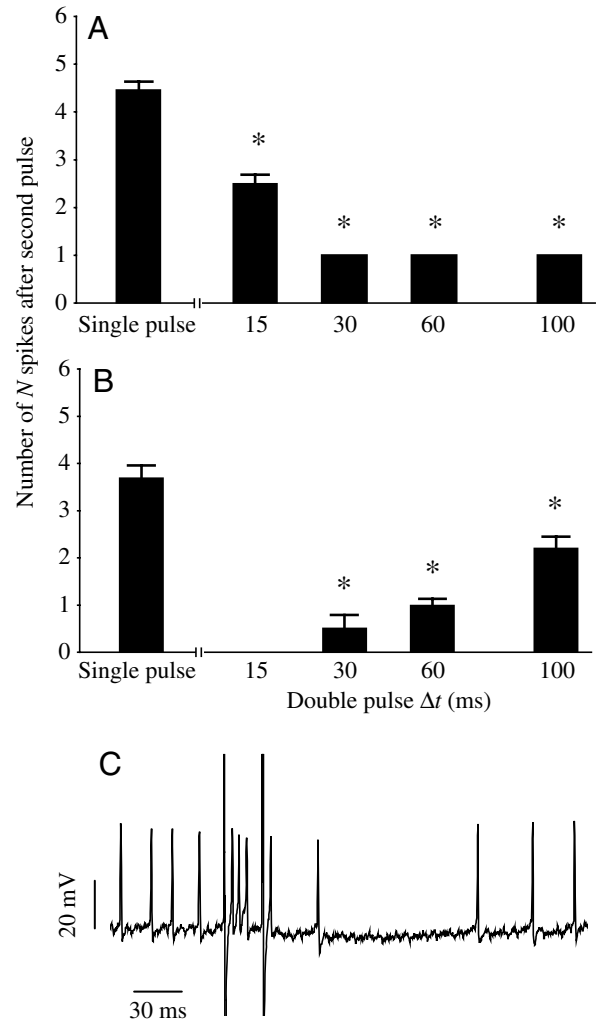 A
6
5
4
3
2
1
0
*
*
*
*
Single pulse 15 30 60 100
Number of N spikes after second pulse
B
6
5
4
3
2
1
0
*
*
*
Single pulse 15 30 60 100
Double pulse Δt (ms)
C
20 mV
30 ms